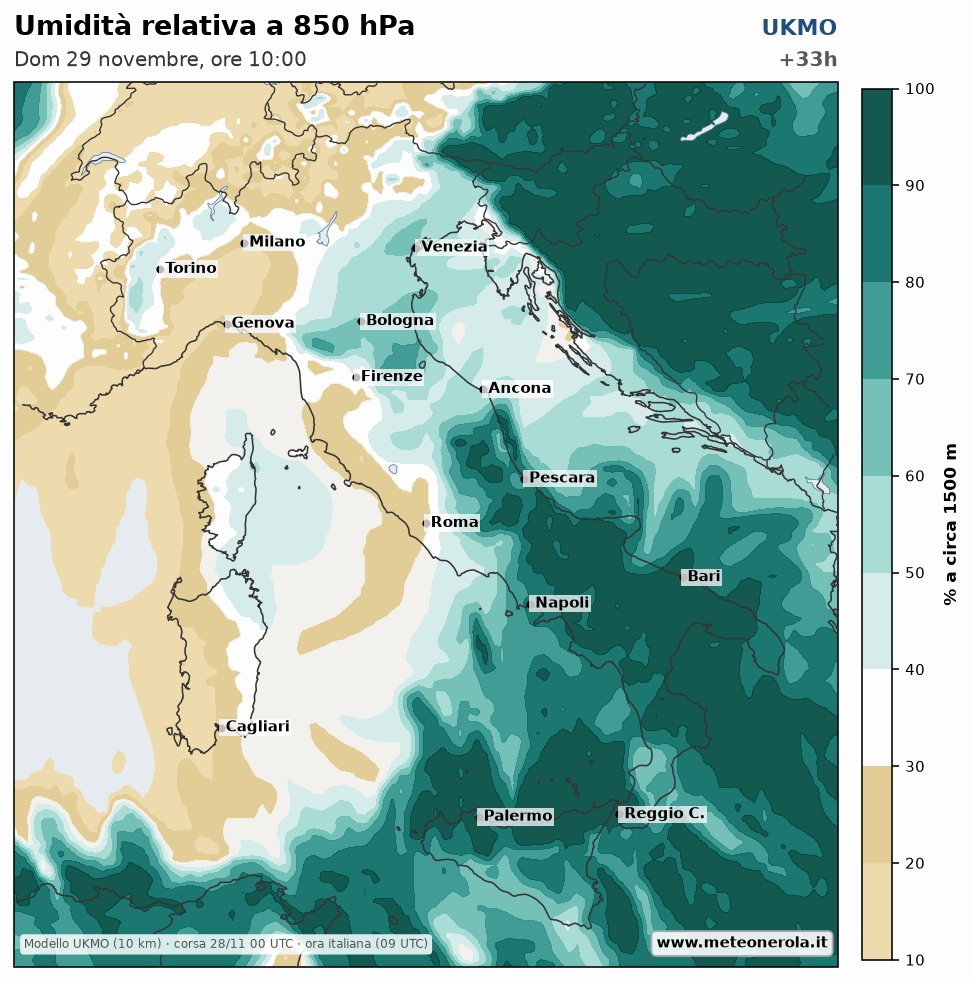 Umidità relativa a 850 hPa
UKMO
Dom 29 novembre, ore 10:00
+33h
100
90
80
70
60
50
40
30
20
10
% a circa 1500 m
Milano
Venezia
Torino
Genova
Bologna
Firenze
Ancona
Pescara
Roma
Bari
Napoli
Cagliari
Palermo
Reggio C.
Modello UKMO (10 km) · corsa 28/11 00 UTC · ora italiana (09 UTC)
www.meteonerola.it